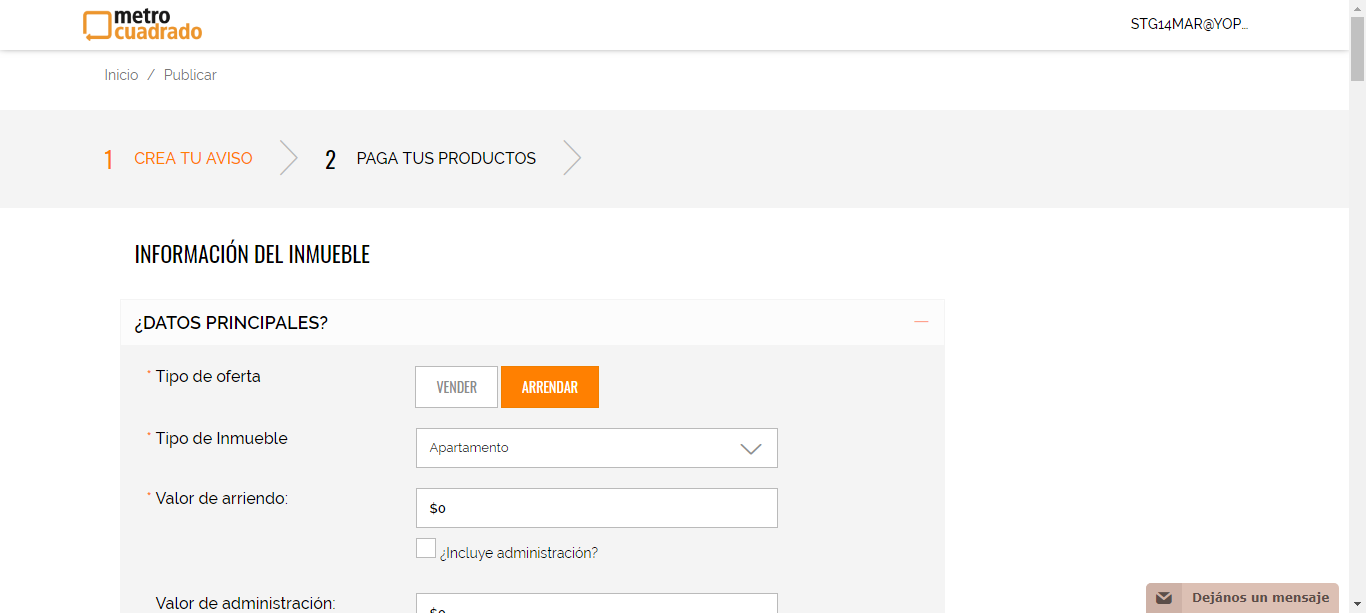 metro
cuadrado
STG14MAR@YOP...
Inicio / Publicar
1 CREA TU AVISO 2 PAGA TUS PRODUCTOS
INFORMACIÓN DEL INMUEBLE
¿DATOS PRINCIPALES?
* Tipo de oferta VENDER ARRENDAR
* Tipo de Inmueble Apartamento
* Valor de arriendo: $0
¿Incluye administración?
Valor de administración: $0
Dejános un mensaje